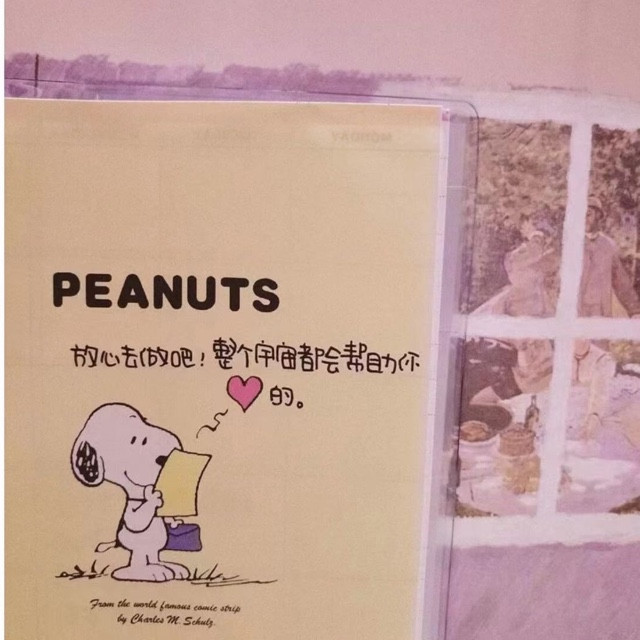 PEANUTS
放心去做吧！整个宇宙都会帮助你
的。
From the world famous comic strip
by Charles M. Schulz.